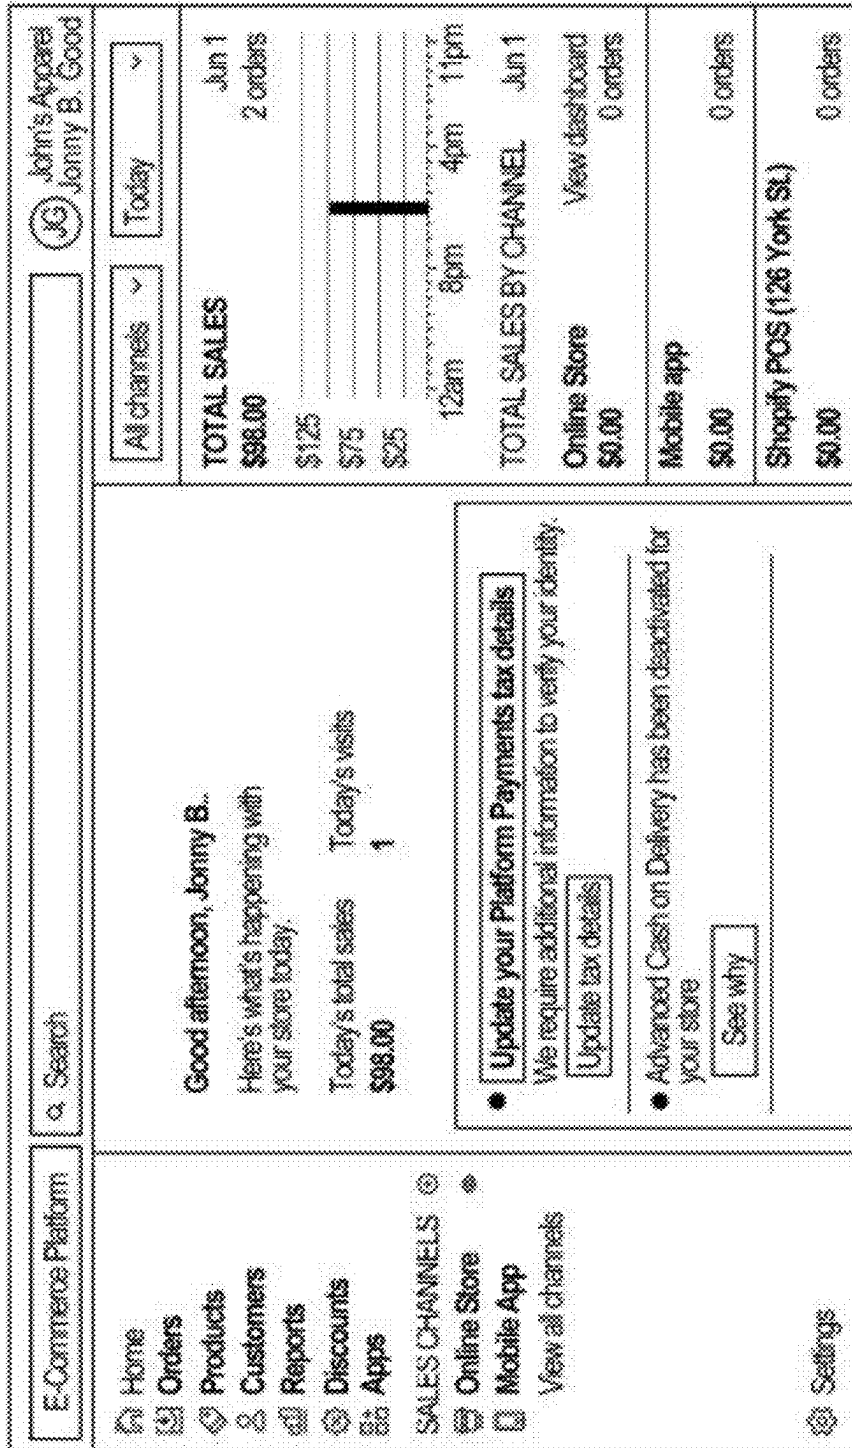 E-Commerce Platform
Search
JG
John's Apparel
Jonny B. Good
Home
Orders
Products
Customers
Reports
Discounts
Apps
SALES CHANNELS
Online Store
Mobile App
View all channels
Settings
Good afternoon, Jonny B..
Here's what's happening with
your store today.
Today's total sales Today's visits
$98.00 1
Update your Platform Payments tax details
We require additional information to verify your identity.
Update tax details
Advanced Cash on Delivery has been deactivated for
your store
See why
All channels Today
TOTAL SALES Jun 1
$98.00 2 orders
$125
$75
$25
12am 8pm 4pm 11pm
TOTAL SALES BY CHANNEL Jun 1
Online Store View dashboard
$0.00 0 orders
Mobile app
$0.00 0 orders
Shopify POS (126 York St.)
$0.00 0 orders